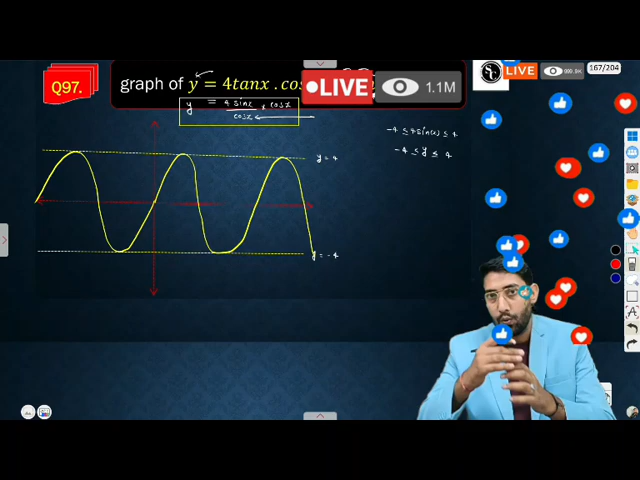 Q97.
graph of y = 4tanx . cos
LIVE 1.1M
LIVE
167/204
y = 4 sinx × cosx
cosx
-4 ≤ 4sin(x) ≤ 4
-4 ≤ y ≤ 4
y = 4
y = -4